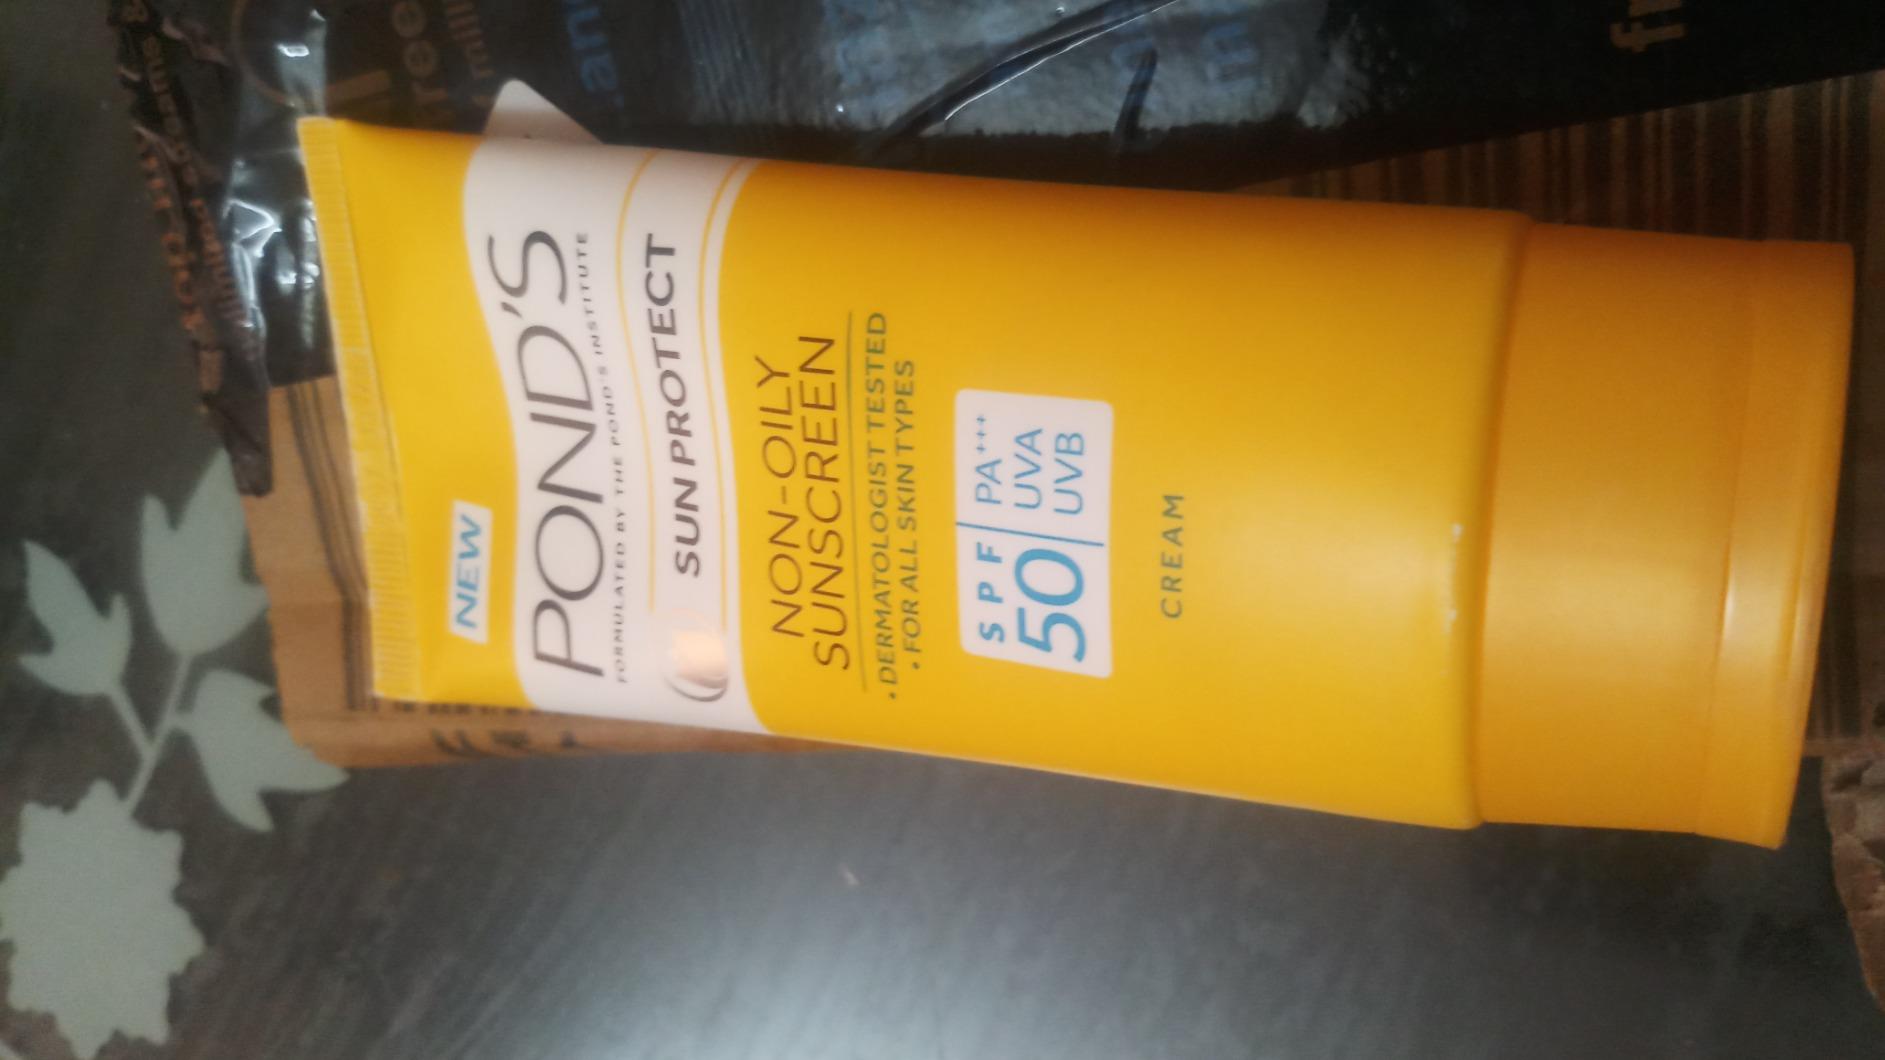 NEW
POND'S
FORMULATED BY THE POND'S INSTITUTE
SUN PROTECT
NON-OILY
SUNSCREEN
• DERMATOLOGIST TESTED
• FOR ALL SKIN TYPES
SPF
50
PA+++
UVA
UVB
CREAM